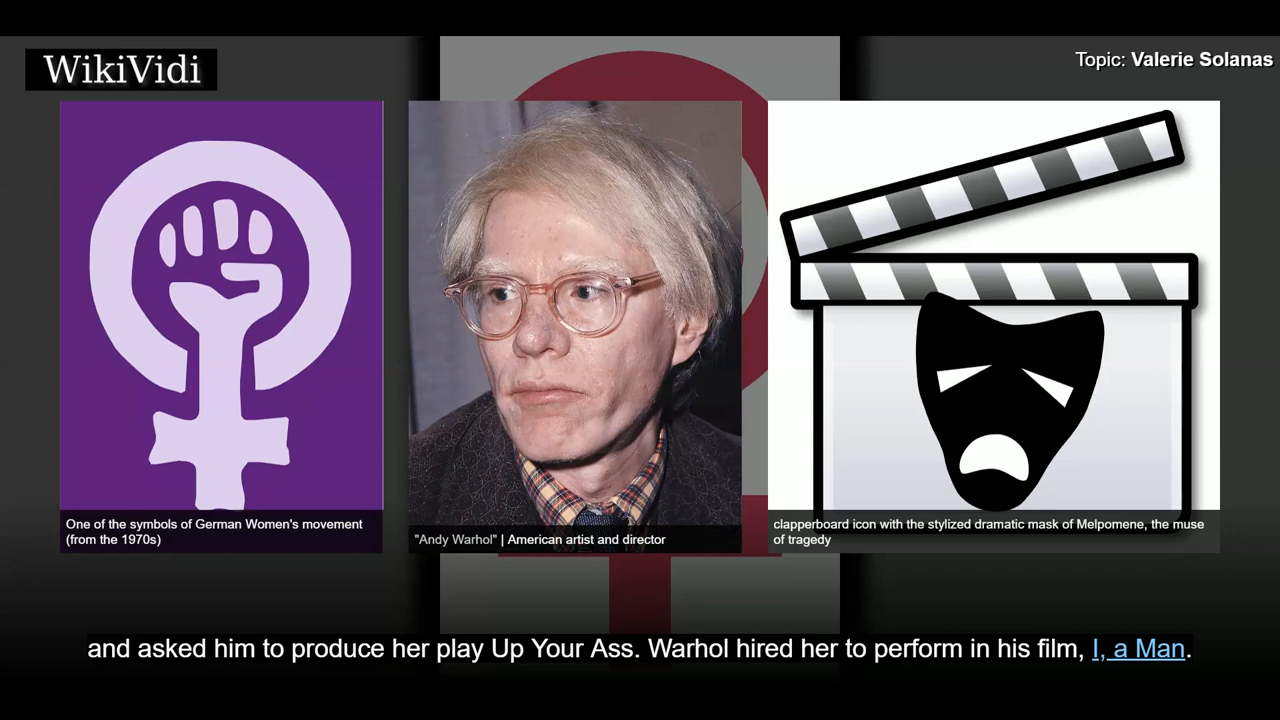 WikiVidi
Topic: Valerie Solanas
One of the symbols of German Women's movement
(from the 1970s)
"Andy Warhol" | American artist and director
clapperboard icon with the stylized dramatic mask of Melpomene, the muse
of tragedy
and asked him to produce her play Up Your Ass. Warhol hired her to perform in his film, I, a Man.